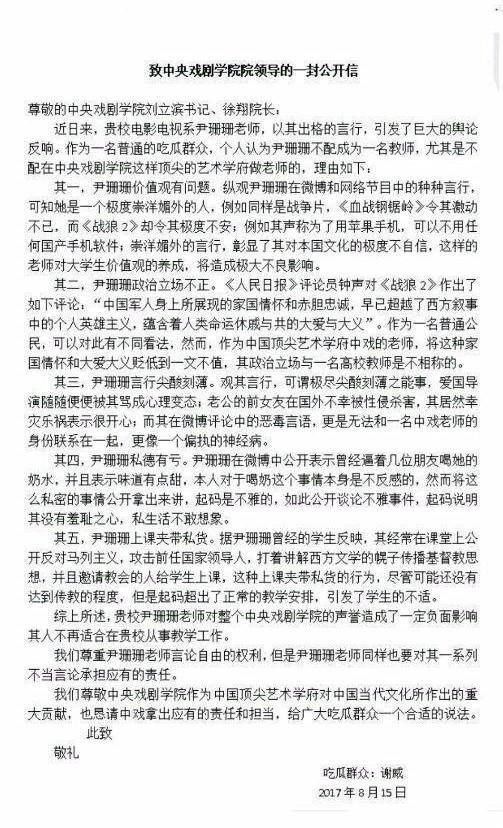 致中央戏剧学院院领导的一封公开信
尊敬的中央戏剧学院刘立滨书记、徐翔院长:
近日来，贵校电影电视系尹珊珊老师，以其出格的言行，引发了巨大的舆论
反响。作为一名普通的吃瓜群众，个人认为尹珊珊不配成为一名教师，尤其是不
配在中央戏剧学院这样顶尖的艺术学府做老师的，理由如下:
其一，尹珊珊价值观有问题。纵观尹珊珊在微博和网络节目中的种种言行，
可知她是一个极度崇洋媚外的人，例如同样是战争片，《血战钢锯岭》令其激动
不已，而《战狼2》却令其极度不安；例如其声称为了用苹果手机，可以不用任
何国产手机软件；崇洋媚外的言行，彰显了其对本国文化的极度不自信，这样的
老师对大学生价值观的养成，将造成极大不良影响。
其二，尹珊珊政治立场不正。《人民日报》评论员钟声对《战狼2》作出了
如下评论：“中国军人身上所展现的家国情怀和赤胆忠诚，早已超越了西方叙事
中的个人英雄主义，蕴含着人类命运休戚与共的大爱与大义”。作为一名普通公
民，可以对此有不同看法，然而，作为中国顶尖学府中戏的老师，将这种家
国情怀和大爱大义贬低到一文不值，其政治立场与一名高校教师是不相称的。
其三，尹珊珊言行尖酸刻薄。观其言行，可谓极尽尖酸刻薄之能事，爱国导
演随随便便被其骂成心理变态；老公的前女友在国外不幸被性侵杀害，其居然幸
灾乐祸表示很开心；而其在微博评论中的恶毒言语，更是无法和一名中戏老师的
身份联系在一起，更像一个偏执的神经病。
其四，尹珊珊私德有亏。尹珊珊在微博中公开表示曾经逼着几位朋友喝她的
奶水，并且表示味道有点甜，本人对于喝奶这个事情本身是不反感的，然而将这
么私密的事情公开拿出来讲，起码是不雅的，如此公开谈论不雅事件，起码说明
其没有羞耻之心，私生活不敢想象。
其五，尹珊珊上课夹带私货。据尹珊珊曾经的学生反映，其经常在课堂上公
开反对马列主义，攻击前任国家领导人，打着讲解西方文学的幌子传播基督教思
想，并且邀请教会的人给学生上课，这种上课夹带私货的行为，尽管可能还没有
达到传教的程度，但是起码超出了正常的教学安排，引发了学生的不适。
综上所述，贵校尹珊珊老师对整个中央戏剧学院的声誉造成了一定负面影响
其人不再适合在贵校从事教学工作。
我们尊重尹珊珊老师言论自由的权利，但是尹珊珊老师同样也要对其一系列
不当言论承担应有的责任。
我们尊敬中央戏剧学院作为中国顶尖艺术学府对中国当代文化所作出的重
大贡献，也恳请中戏拿出应有的责任和担当，给广大吃瓜群众一个合适的说法。
此致
敬礼
吃瓜群众：谢威
2017年8月15日